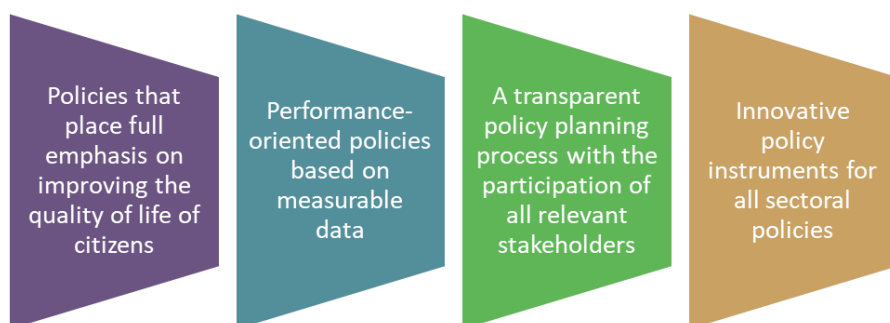 Policies that
place full
emphasis on
improving the
quality of life of
citizens
Performance-
oriented policies
based on
measurable
data
A transparent
policy planning
process with the
participation of
all relevant
stakeholders
Innovative
policy
instruments for
all sectoral
policies